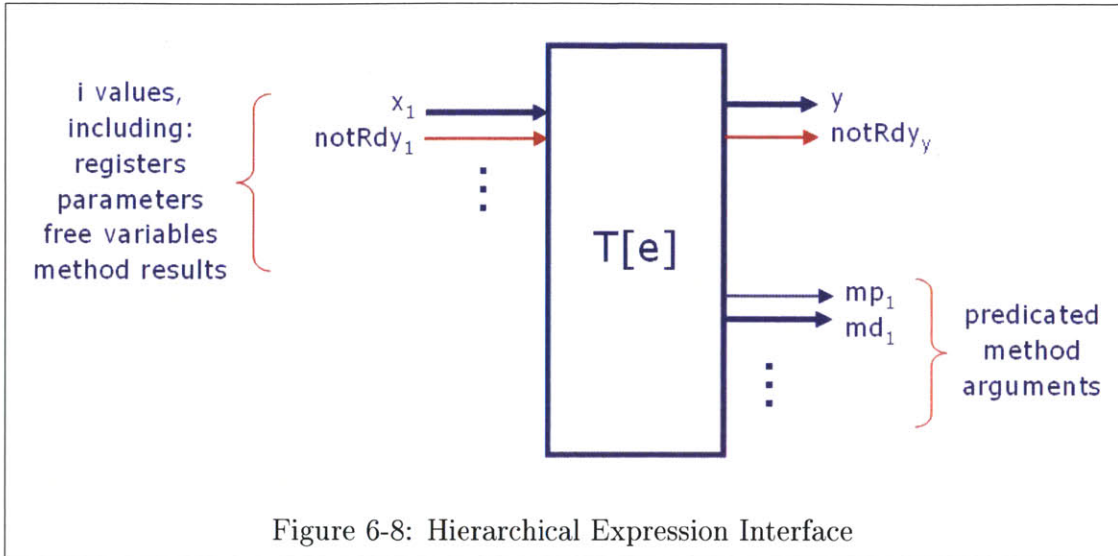 i values,
including:
registers
parameters
free variables
method results
x₁
notRdy₁
T[e]
y
notRdyᵧ
mp₁
md₁
predicated
method
arguments
Figure 6-8: Hierarchical Expression Interface